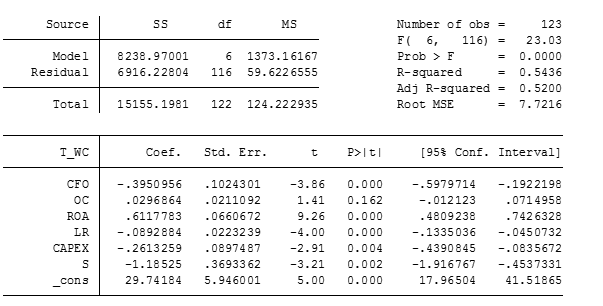 Source SS df MS Number of obs = 123
F( 6, 116) = 23.03
Model 8238.97001 6 1373.16167 Prob > F = 0.0000
Residual 6916.22804 116 59.6226555 R-squared = 0.5436
Adj R-squared = 0.5200
Total 15155.1981 122 124.222935 Root MSE = 7.7216
T_WC Coef. Std. Err. t P>|t| [95% Conf. Interval]
CFO -.3950956 .1024301 -3.86 0.000 -.5979714 -.1922198
OC .0296864 .0211092 1.41 0.162 -.012123 .0714958
ROA .6117783 .0660672 9.26 0.000 .4809238 .7426328
LR -.0892884 .0223239 -4.00 0.000 -.1335036 -.0450732
CAPEX -.2613259 .0897487 -2.91 0.004 -.4390845 -.0835672
S -1.18525 .3693362 -3.21 0.002 -1.916767 -.4537331
_cons 29.74184 5.946001 5.00 0.000 17.96504 41.51865